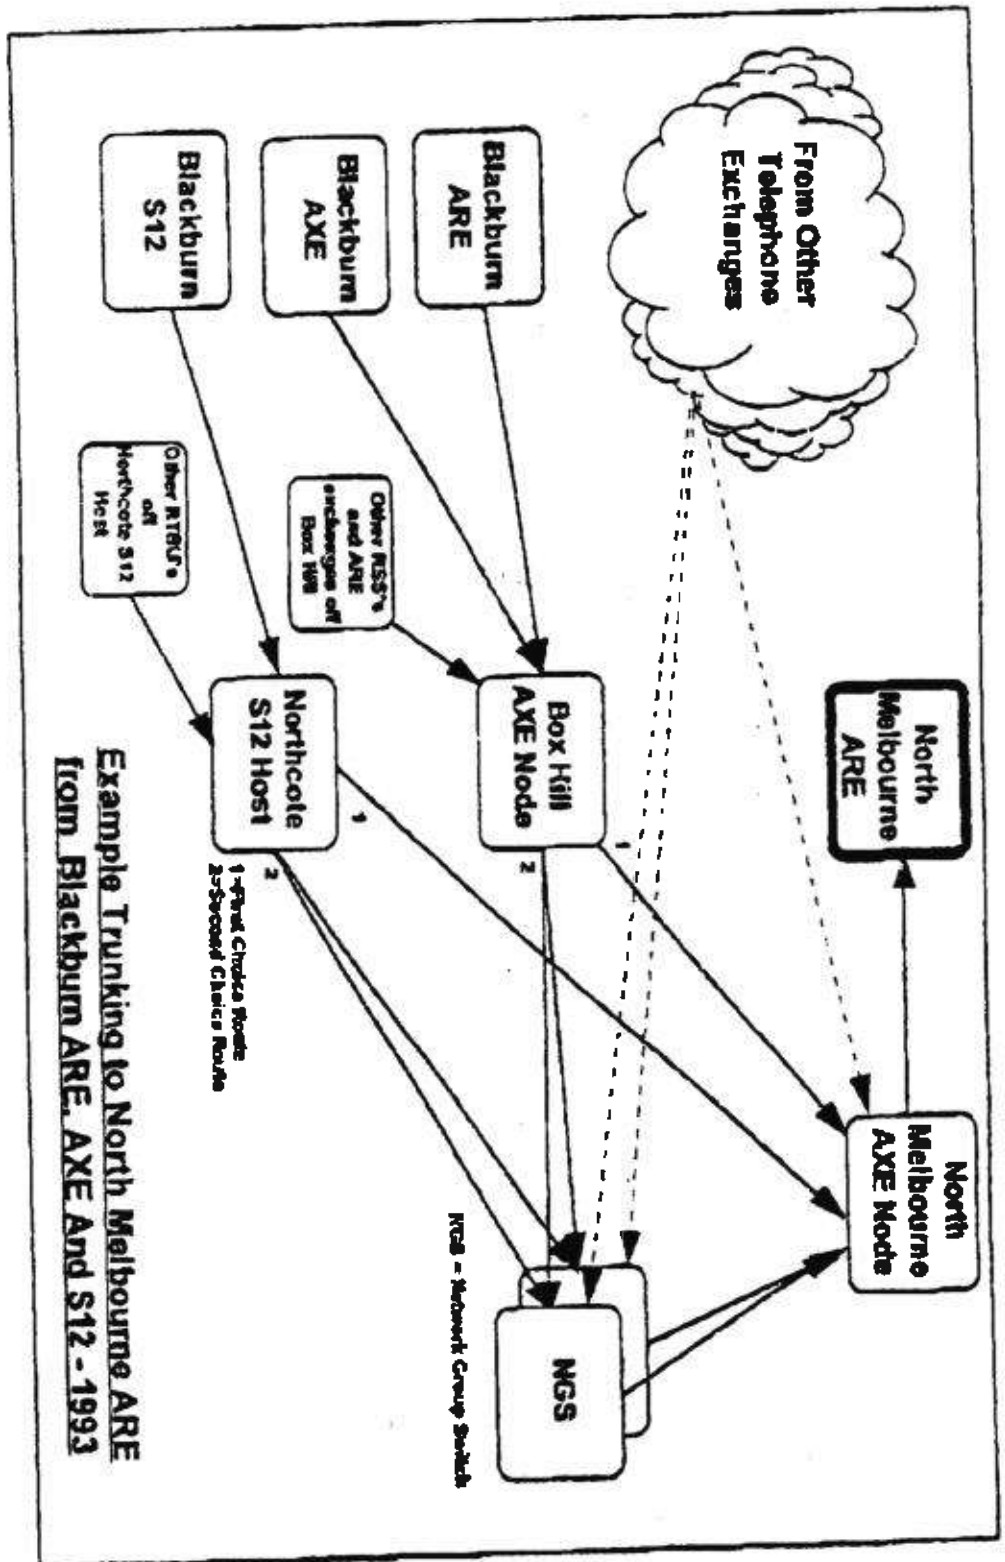 From Other
Telephone
Exchanges
North
Melbourne
ARE
North
Melbourne
AXE Node
Blackburn
ARE
Blackburn
AXE
Blackburn
S12
Other RSS's
and ARE
exchanges off
Box Hill
Other
off
Northcote S12
Host
Box Hill
AXE Node
1
2
Northcote
S12 Host
1
2
1=First Choice Route
2=Second Choice Route
NGS
NGS = Network Group Switch
Example Trunking to North Melbourne ARE
from Blackburn ARE, AXE And S12 - 1993